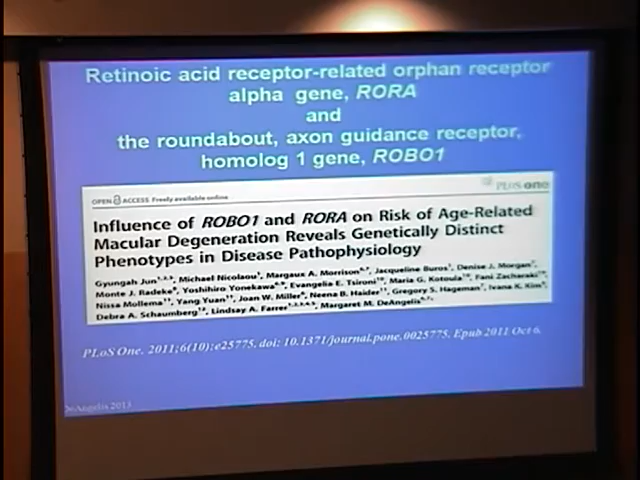 Retinoic acid receptor-related orphan receptor
alpha gene, RORA
and
the roundabout, axon guidance receptor,
homolog 1 gene, ROBO1
OPEN ACCESS Freely available online
PLoS one
Influence of ROBO1 and RORA on Risk of Age-Related
Macular Degeneration Reveals Genetically Distinct
Phenotypes in Disease Pathophysiology
Gyungah Jun, Michael Nicolaou, Margaux A. Morrison, Jacqueline Buros, Denise J. Morgan,
Monte J. Radeke, Yoshihiro Yonekawa, Evangelia E. Tsironi, Maria G. Kotoula, Fani Zacharaki,
Nissa Mollema, Yang Yuan, Joan W. Miller, Neena B. Haider, Gregory S. Hageman, Ivana K. Kim,
Debra A. Schaumberg, Lindsay A. Farrer, Margaret M. DeAngelis
PLoS One. 2011;6(10):e25775. doi: 10.1371/journal.pone.0025775. Epub 2011 Oct 6.
DeAngelis 2013